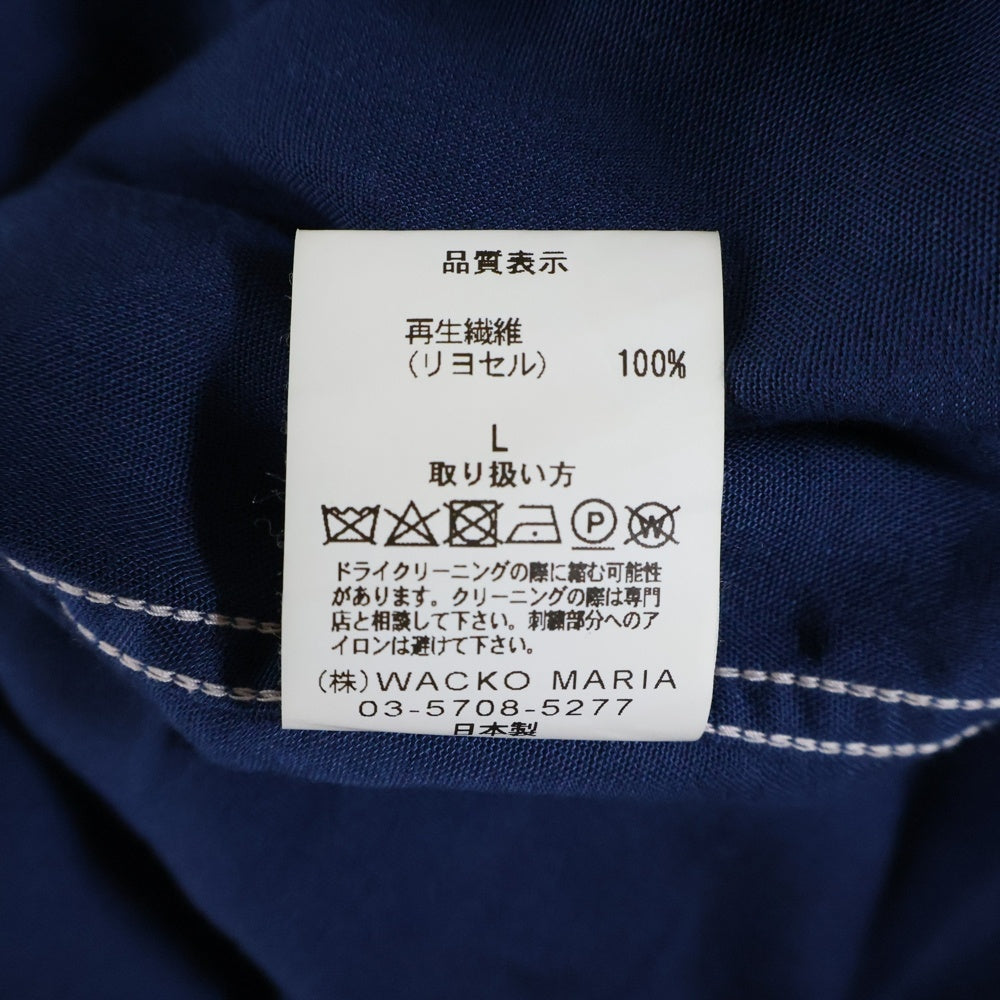 品質表示
再生繊維
(リヨセル) 100%
L
取り扱い方
P W
ドライクリーニングの際に縮む可能性
があります。クリーニングの際は専門
店と相談して下さい。刺繍部分へのア
イロンは避けて下さい。
(株)WACKO MARIA
03-5708-5277
日本製